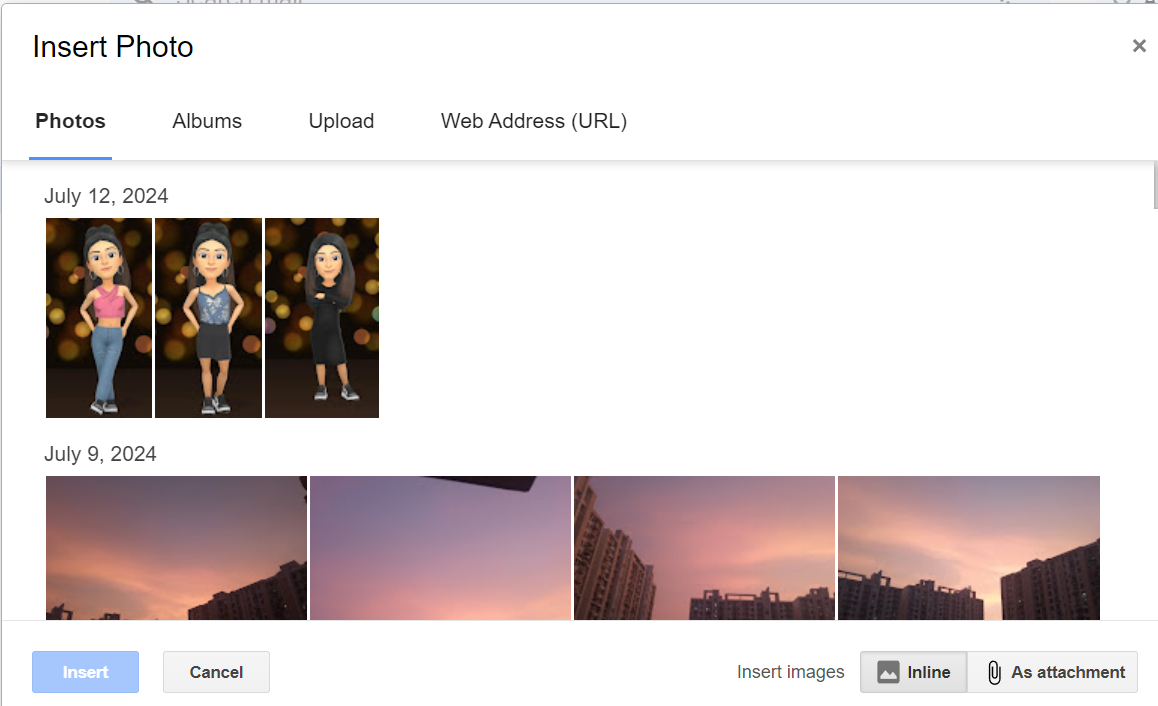 Insert Photo
×
Photos Albums Upload Web Address (URL)
July 12, 2024
July 9, 2024
Insert Cancel Insert images Inline As attachment